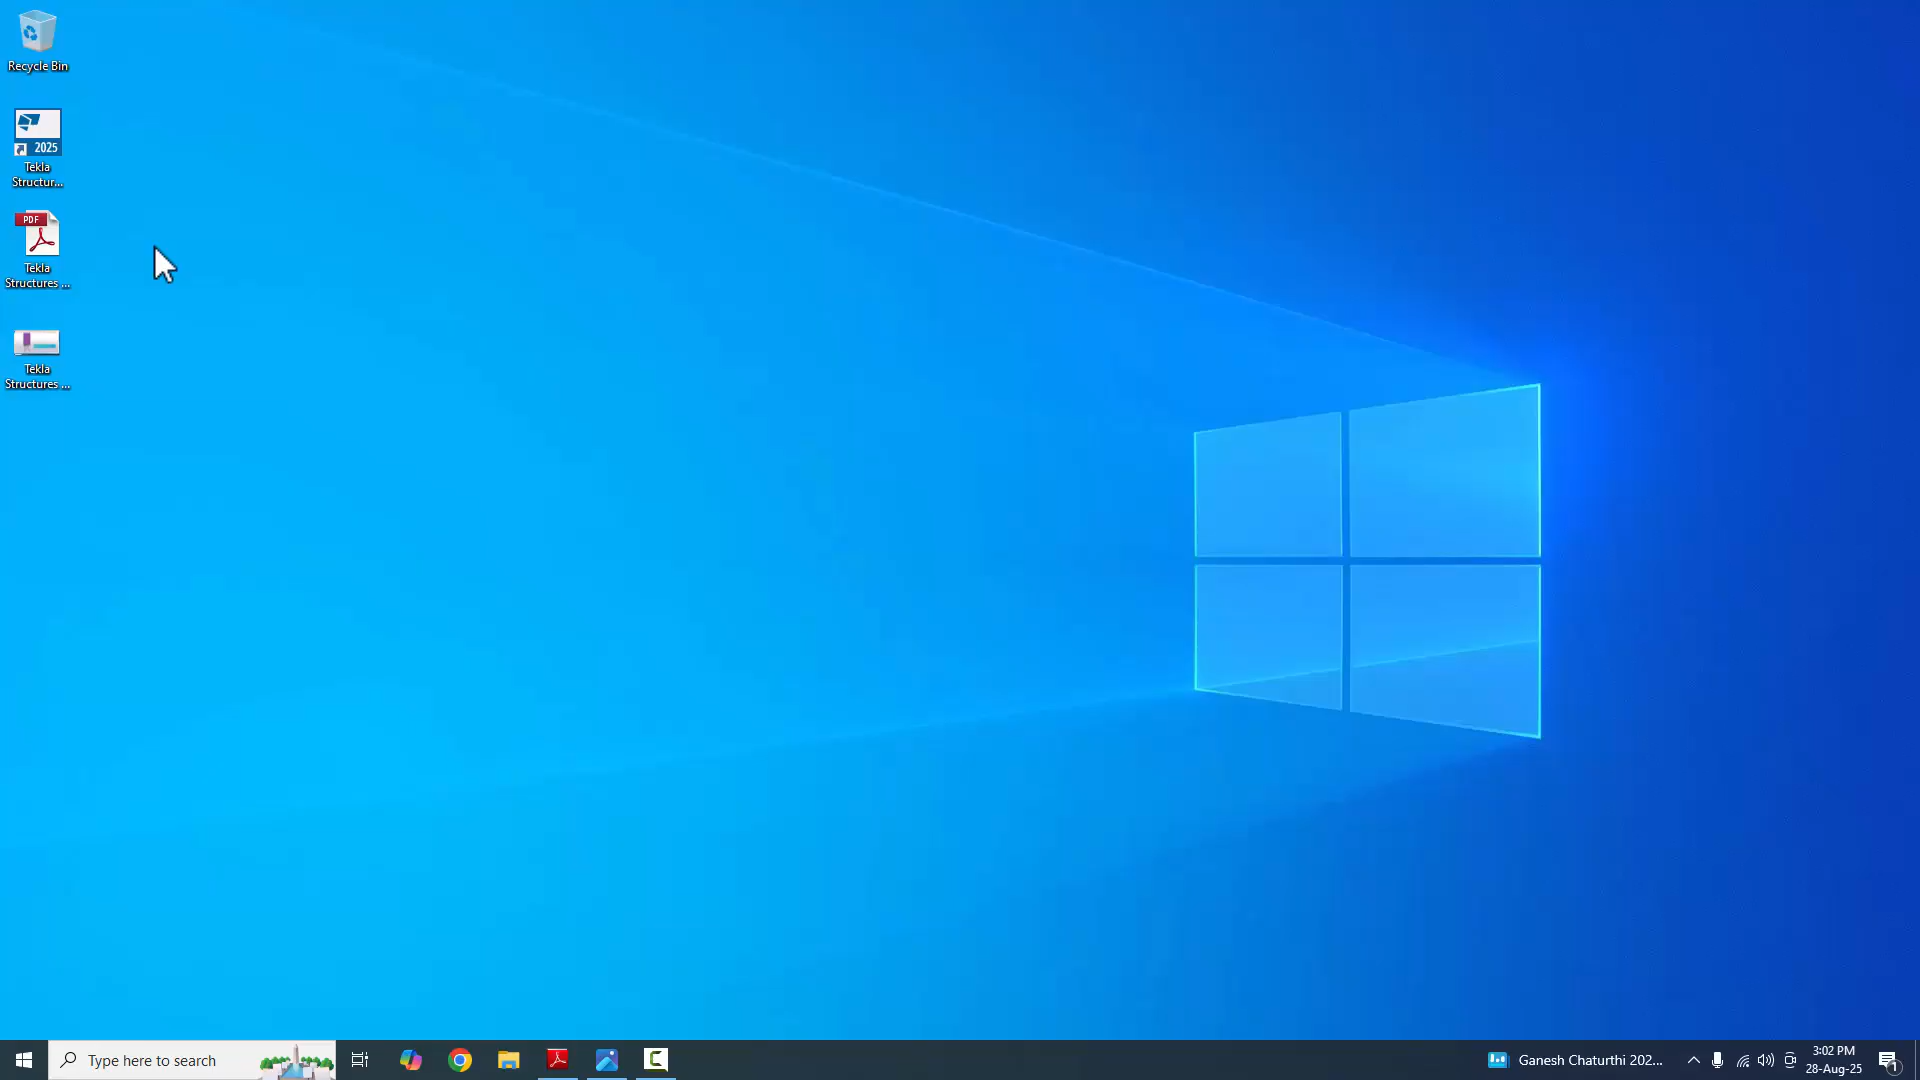 Recycle Bin
2025
Tekla
Structur...
PDF
Tekla
Structures ...
Tekla
Structures ...
Type here to search
Ganesh Chaturthi 202...
3:02 PM
28-Aug-25
1